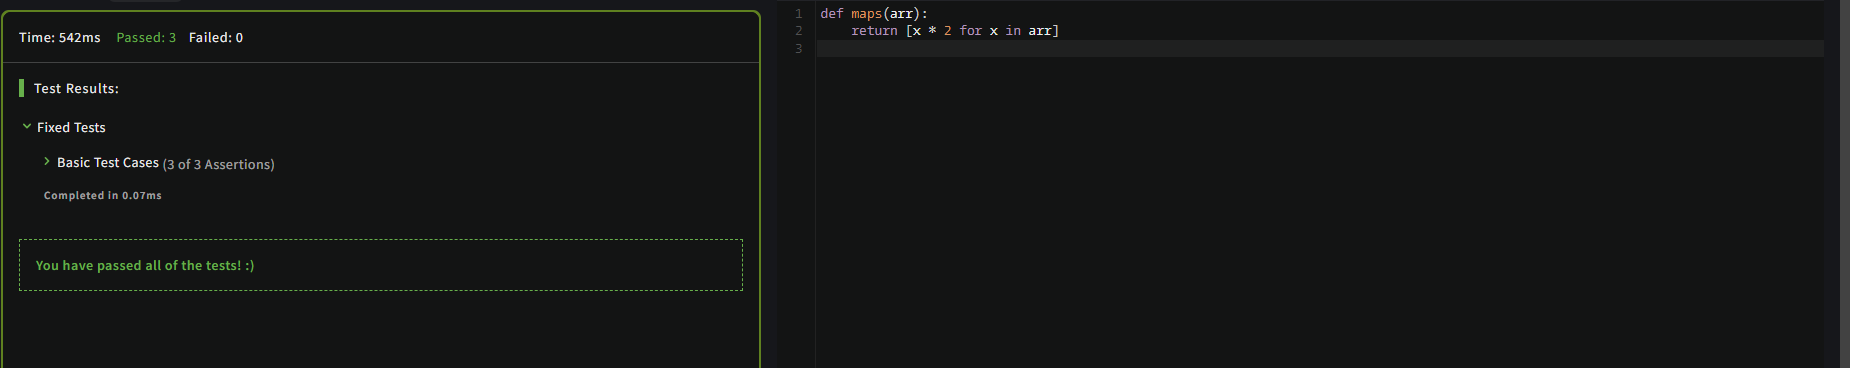 Time: 542ms Passed: 3 Failed: 0
Test Results:
Fixed Tests
Basic Test Cases (3 of 3 Assertions)
Completed in 0.07ms
You have passed all of the tests! :)
1 def maps(arr):
2     return [x * 2 for x in arr]
3